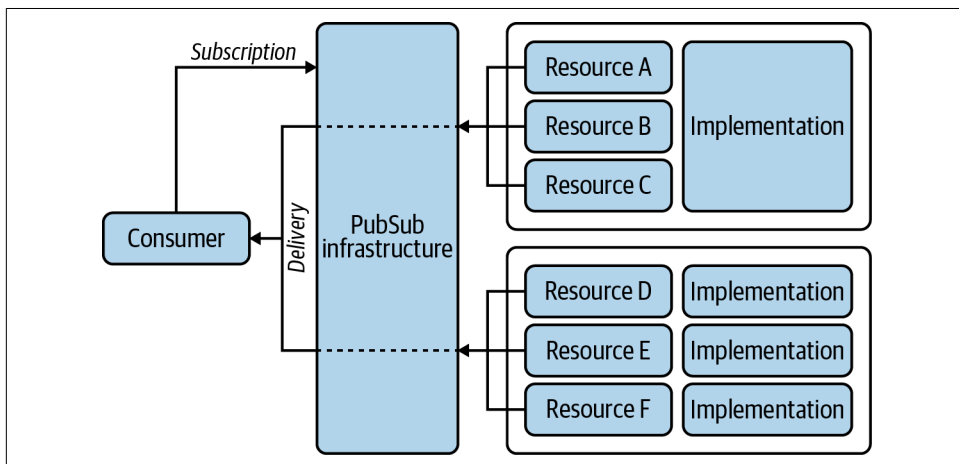 Subscription
Consumer
Delivery
PubSub
infrastructure
Resource A
Resource B
Resource C
Implementation
Resource D
Implementation
Resource E
Implementation
Resource F
Implementation